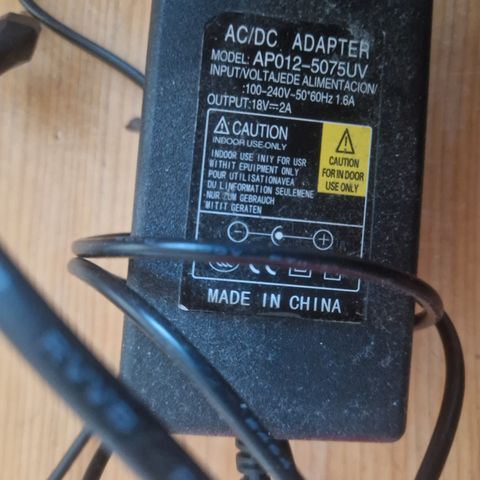 AC/DC ADAPTER
MODEL: AP012-5075UV
INPUT/VOLTAJEDE ALIMENTACION/
:100-240V~50*60Hz 1.6A
OUTPUT:18V⎓2A
CAUTION
INDOOR USE·ONLY
INDOOR USE INIY FOR USR
WITHIT EPUIPMENT ONLY
POUR UTILISATIONAVEA
DU LINFORMATION SEULEMENE
·NUR ZUM GEBRAUCH
WITIT GERATEN
CAUTION
FOR IN DOOR
USE ONLY
MADE IN CHINA